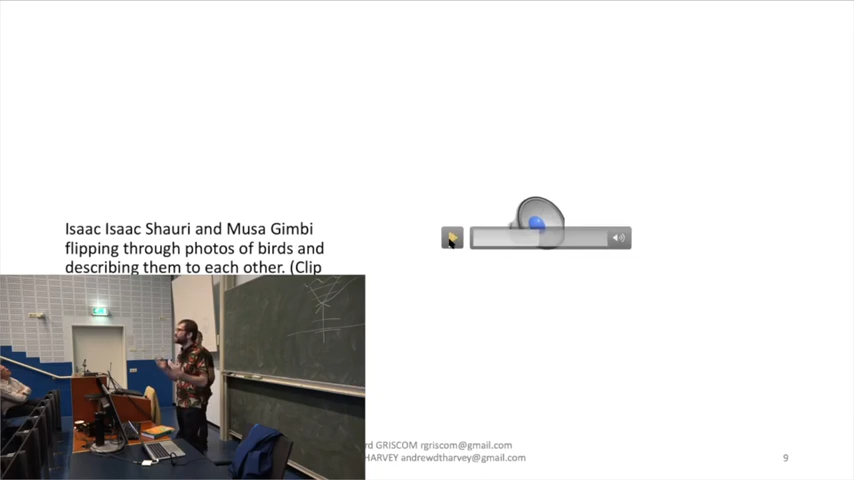 Isaac Isaac Shauri and Musa Gimbi
flipping through photos of birds and
describing them to each other. (Clip
rd GRISCOM rgriscom@gmail.com
HARVEY andrewdtharvey@gmail.com
9